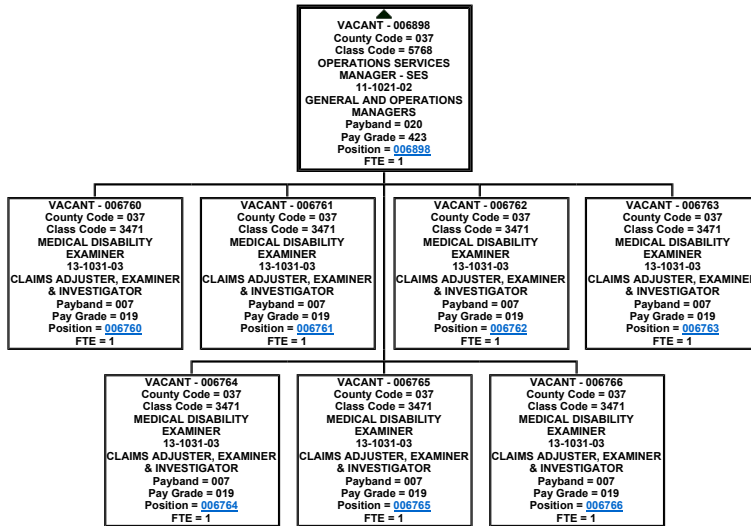 VACANT - 006898
County Code = 037
Class Code = 5768
OPERATIONS SERVICES
MANAGER - SES
11-1021-02
GENERAL AND OPERATIONS
MANAGERS
Payband = 020
Pay Grade = 423
Position = 006898
FTE = 1
VACANT - 006760
County Code = 037
Class Code = 3471
MEDICAL DISABILITY
EXAMINER
13-1031-03
CLAIMS ADJUSTER, EXAMINER
& INVESTIGATOR
Payband = 007
Pay Grade = 019
Position = 006760
FTE = 1
VACANT - 006761
County Code = 037
Class Code = 3471
MEDICAL DISABILITY
EXAMINER
13-1031-03
CLAIMS ADJUSTER, EXAMINER
& INVESTIGATOR
Payband = 007
Pay Grade = 019
Position = 006761
FTE = 1
VACANT - 006762
County Code = 037
Class Code = 3471
MEDICAL DISABILITY
EXAMINER
13-1031-03
CLAIMS ADJUSTER, EXAMINER
& INVESTIGATOR
Payband = 007
Pay Grade = 019
Position = 006762
FTE = 1
VACANT - 006763
County Code = 037
Class Code = 3471
MEDICAL DISABILITY
EXAMINER
13-1031-03
CLAIMS ADJUSTER, EXAMINER
& INVESTIGATOR
Payband = 007
Pay Grade = 019
Position = 006763
FTE = 1
VACANT - 006764
County Code = 037
Class Code = 3471
MEDICAL DISABILITY
EXAMINER
13-1031-03
CLAIMS ADJUSTER, EXAMINER
& INVESTIGATOR
Payband = 007
Pay Grade = 019
Position = 006764
FTE = 1
VACANT - 006765
County Code = 037
Class Code = 3471
MEDICAL DISABILITY
EXAMINER
13-1031-03
CLAIMS ADJUSTER, EXAMINER
& INVESTIGATOR
Payband = 007
Pay Grade = 019
Position = 006765
FTE = 1
VACANT - 006766
County Code = 037
Class Code = 3471
MEDICAL DISABILITY
EXAMINER
13-1031-03
CLAIMS ADJUSTER, EXAMINER
& INVESTIGATOR
Payband = 007
Pay Grade = 019
Position = 006766
FTE = 1